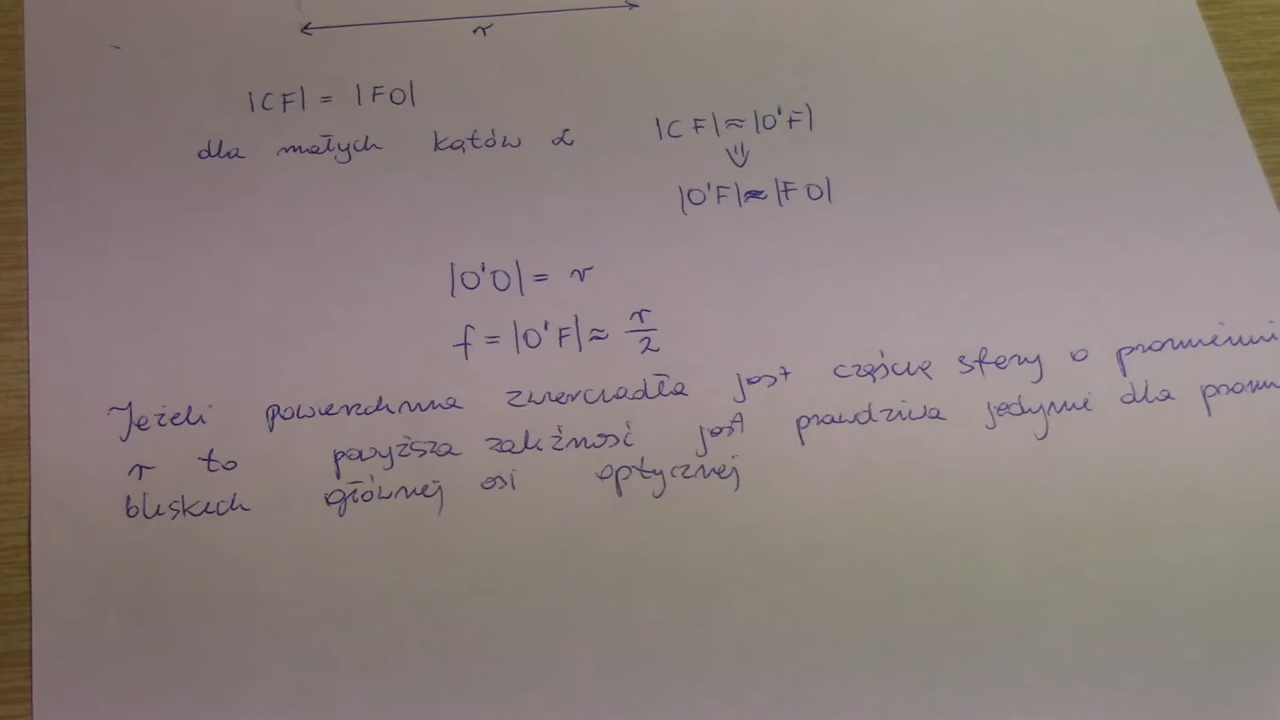 r
|CF| = |FO|
dla małych kątów α |CF| ≈ |O'F|
⇓
|O'F| ≈ |FO|
|O'O| = r
f = |O'F| ≈ r/2
Jeżeli powierzchnia zwierciadła jest częścią sfery o promieniu
r to powyższa zależność jest prawdziwa jedynie dla promi
bliskich głównej osi optycznej